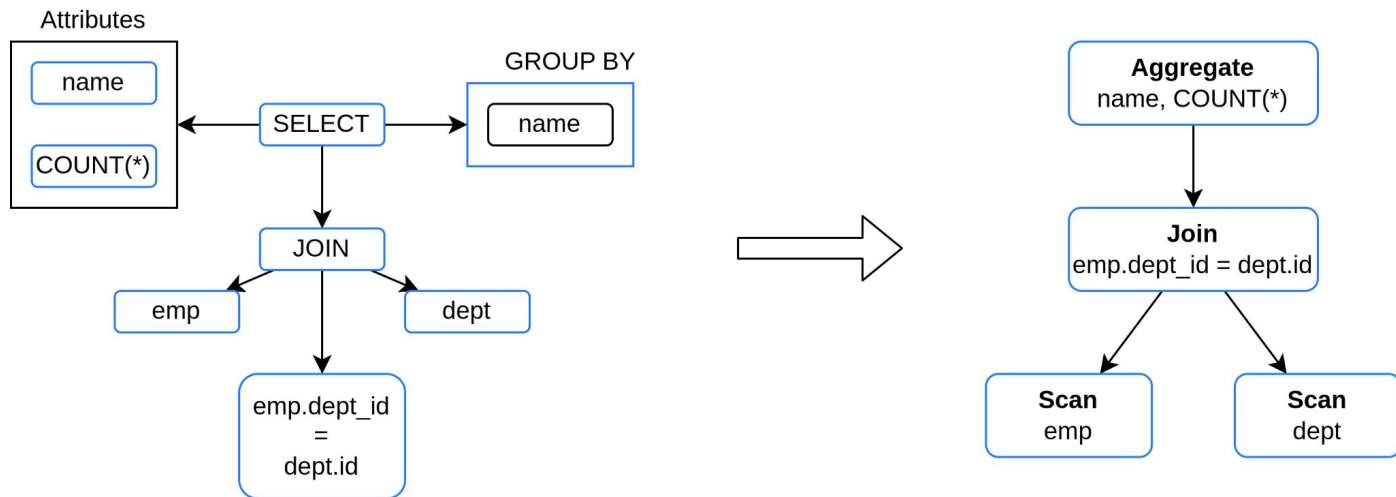 Attributes
name
COUNT(*)
SELECT
GROUP BY
name
JOIN
emp
dept
emp.dept_id
=
dept.id
Aggregate
name, COUNT(*)
Join
emp.dept_id = dept.id
Scan
emp
Scan
dept